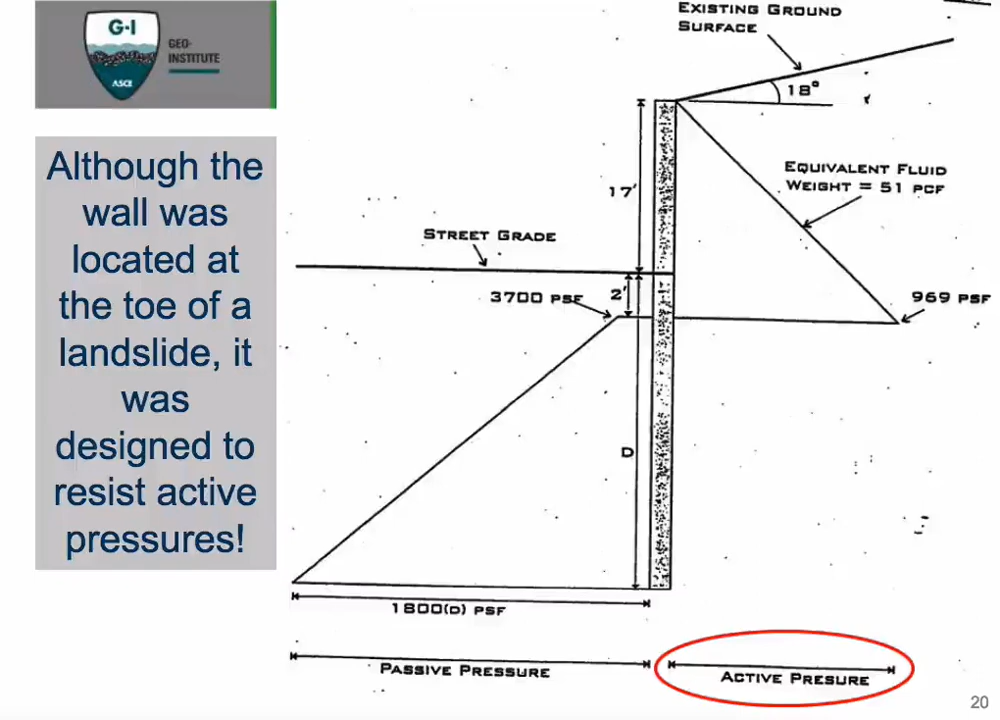 G-I
ASCE
GEO-
INSTITUTE
Although the
wall was
located at
the toe of a
landslide, it
was
designed to
resist active
pressures!
EXISTING GROUND
SURFACE
18°
EQUIVALENT FLUID
WEIGHT = 51 PCF
17'
STREET GRADE
2'
3700 PSF
969 PSF
D
1800(D) PSF
PASSIVE PRESSURE
ACTIVE PRESURE
20